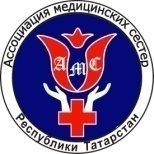 Ассоциация медицинских сестер
АМС
Республики Татарстан